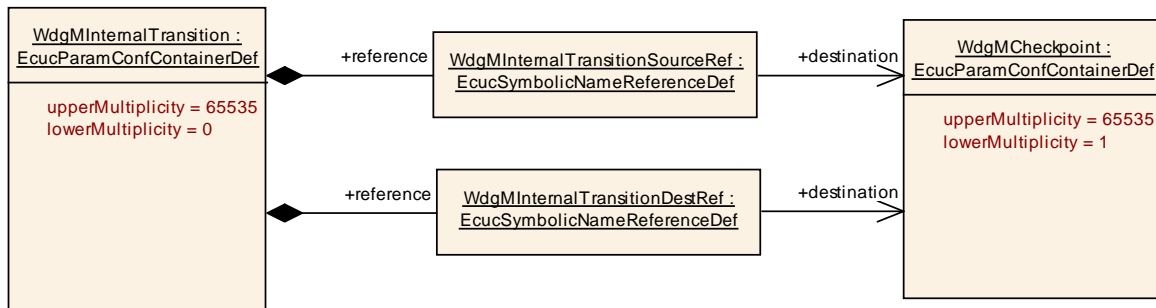 WdgMInternalTransition :
EcucParamConfContainerDef
upperMultiplicity = 65535
lowerMultiplicity = 0
+reference
WdgMInternalTransitionSourceRef :
EcucSymbolicNameReferenceDef
+destination
WdgMCheckpoint :
EcucParamConfContainerDef
upperMultiplicity = 65535
lowerMultiplicity = 1
+reference
WdgMInternalTransitionDestRef :
EcucSymbolicNameReferenceDef
+destination